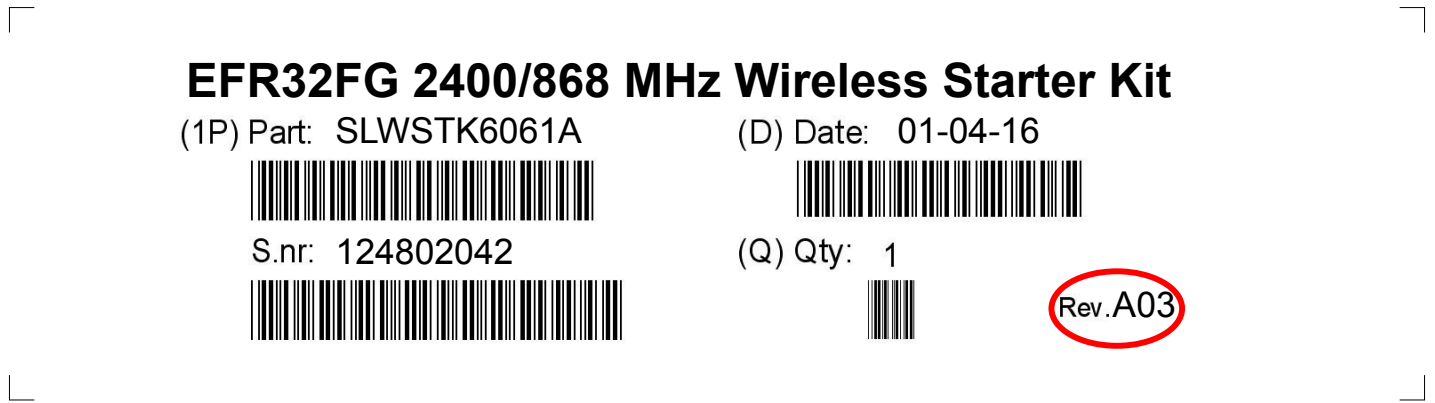 EFR32FG 2400/868 MHz Wireless Starter Kit
(1P) Part: SLWSTK6061A
(D) Date: 01-04-16
S.nr: 124802042
(Q) Qty: 1
Rev.A03